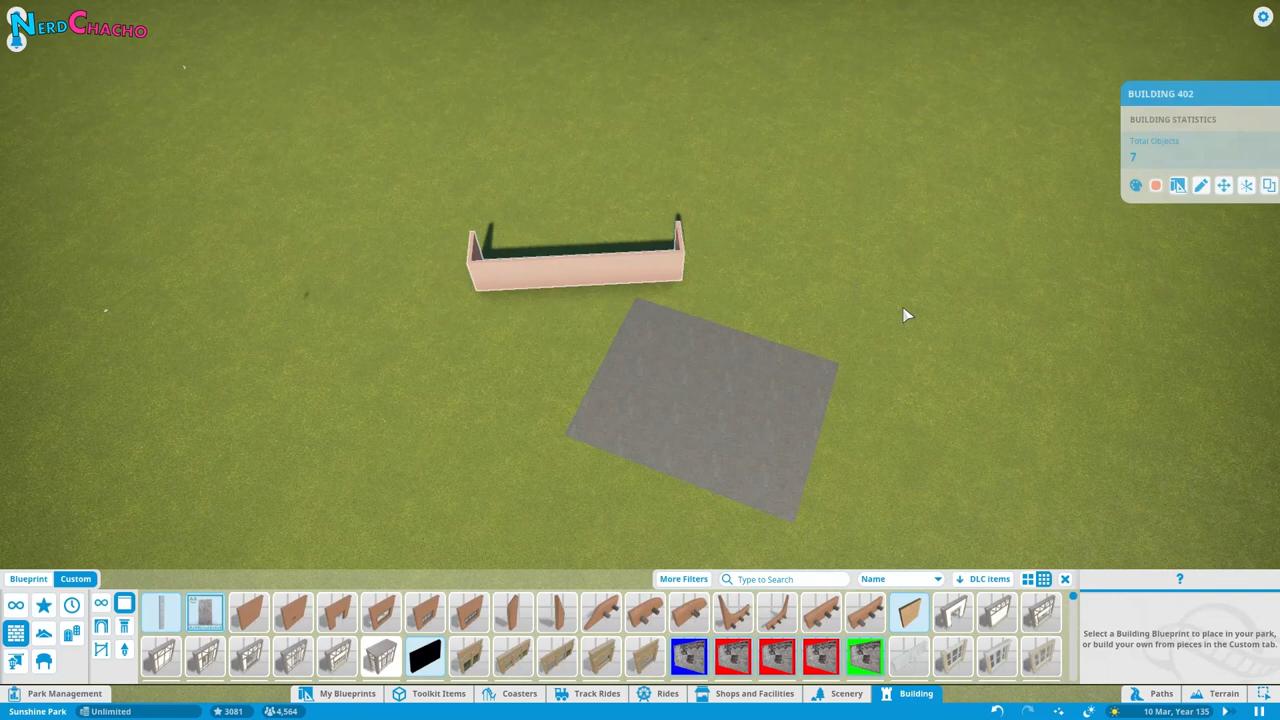 NERDCHACHO
BUILDING 402
BUILDING STATISTICS
Total Objects
7
Blueprint Custom
More Filters Type to Search Name DLC items
?
Select a Building Blueprint to place in your park,
or build your own from pieces in the Custom tab.
Park Management My Blueprints Toolkit Items Coasters Track Rides Rides Shops and Facilities Scenery Building Paths Terrain
Sunshine Park Unlimited 3081 4,564 10 Mar, Year 135